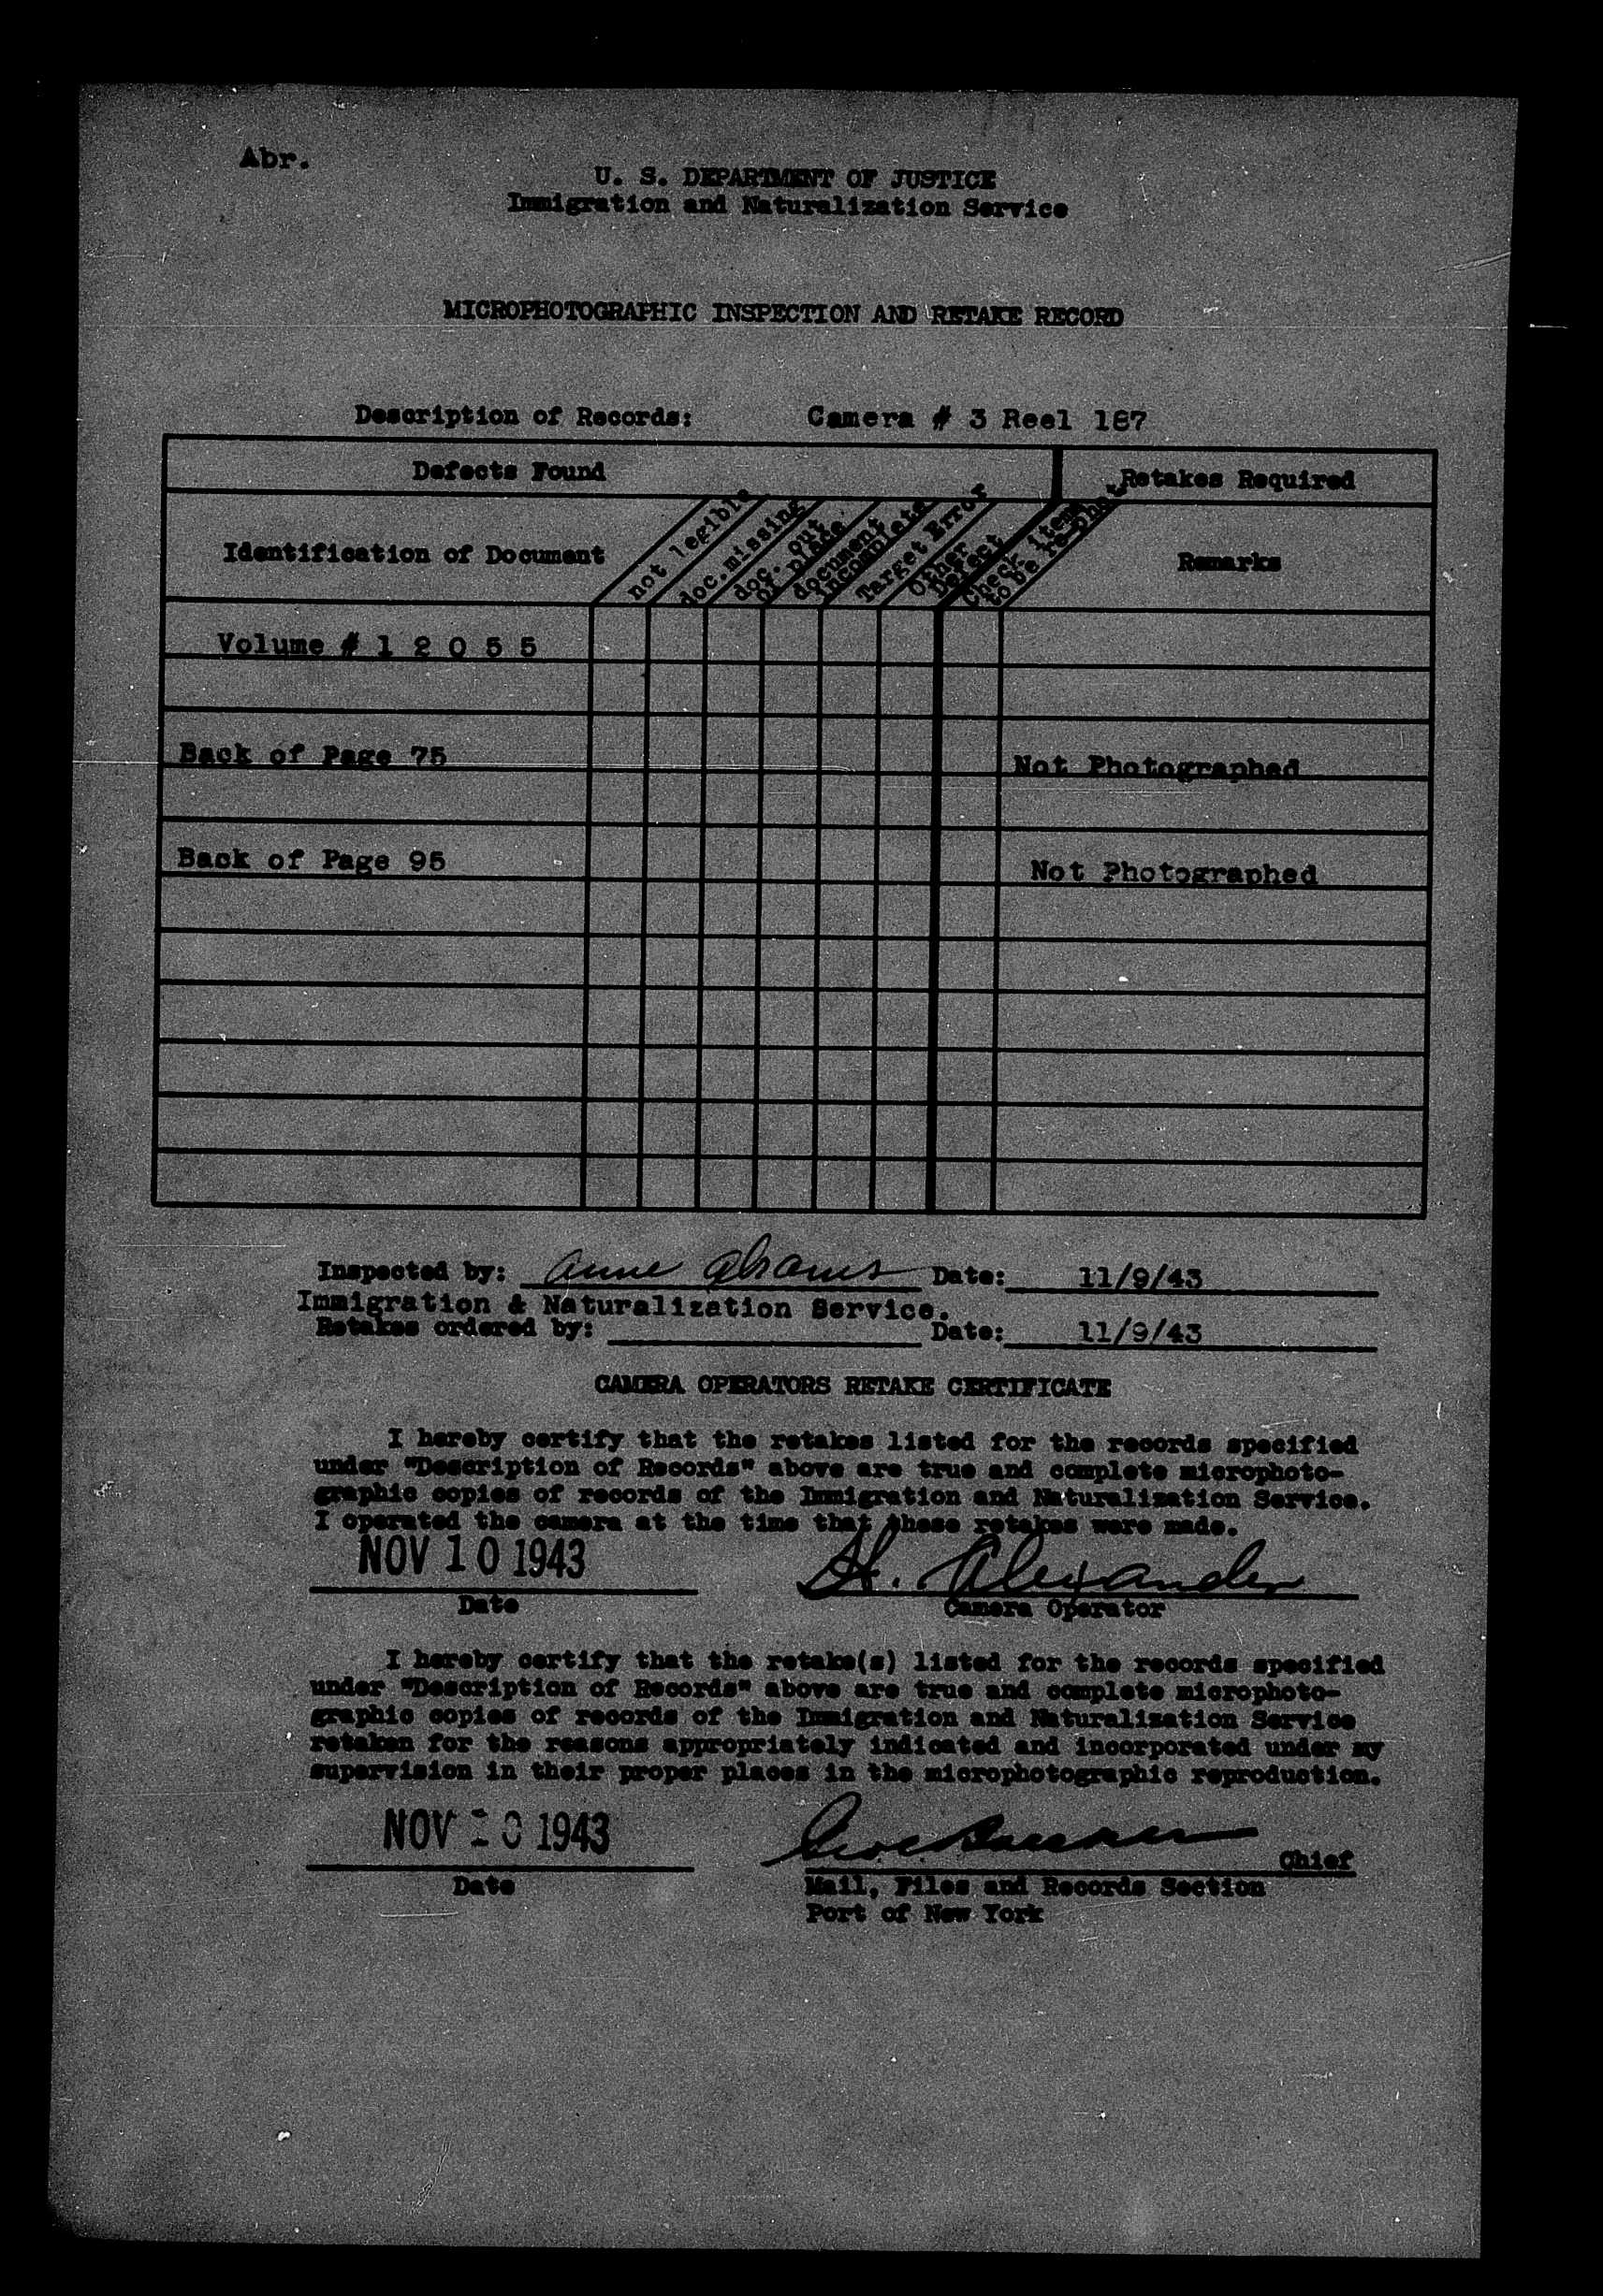 Abr.
U. S. DEPARTMENT OF JUSTICE
Immigration and Naturalization Service
MICROPHOTOGRAPHIC INSPECTION AND RETAKE RECORD
Description of Records: Camera # 3 Reel 187
Defects Found
Retakes Required
Identification of Document
not legible
doc. missing
doc. out
of place
document
incomplete
Target Error
Other
Defect
Check items
to be
Remarks
Volume # 1 2 0 5 5
Back of Page 75 Not Photographed
Back of Page 95 Not Photographed
Inspected by: Anne Abrams Date: 11/9/43
Immigration & Naturalization Service.
Retakes ordered by: Date: 11/9/43
CAMERA OPERATORS RETAKE CERTIFICATE
I hereby certify that the retakes listed for the records specified
under "Description of Records" above are true and complete microphoto-
graphic copies of records of the Immigration and Naturalization Service.
I operated the camera at the time that these retakes were made.
NOV 10 1943 H. Alexander
Date Camera Operator
I hereby certify that the retake(s) listed for the records specified
under "Description of Records" above are true and complete microphoto-
graphic copies of records of the Immigration and Naturalization Service
retaken for the reasons appropriately indicated and incorporated under my
supervision in their proper places in the microphotographic reproduction.
NOV 10 1943
Chief
Date Mail, Files and Records Section
Port of New York